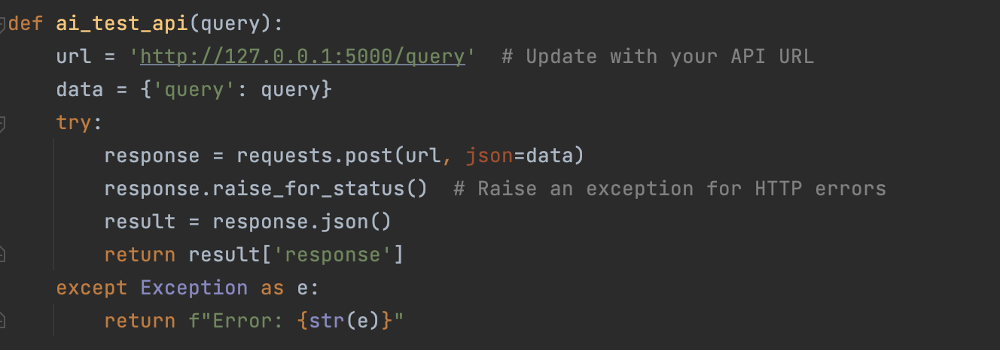 def ai_test_api(query):
    url = 'http://127.0.0.1:5000/query'  # Update with your API URL
    data = {'query': query}
    try:
        response = requests.post(url, json=data)
        response.raise_for_status()  # Raise an exception for HTTP errors
        result = response.json()
        return result['response']
    except Exception as e:
        return f"Error: {str(e)}"